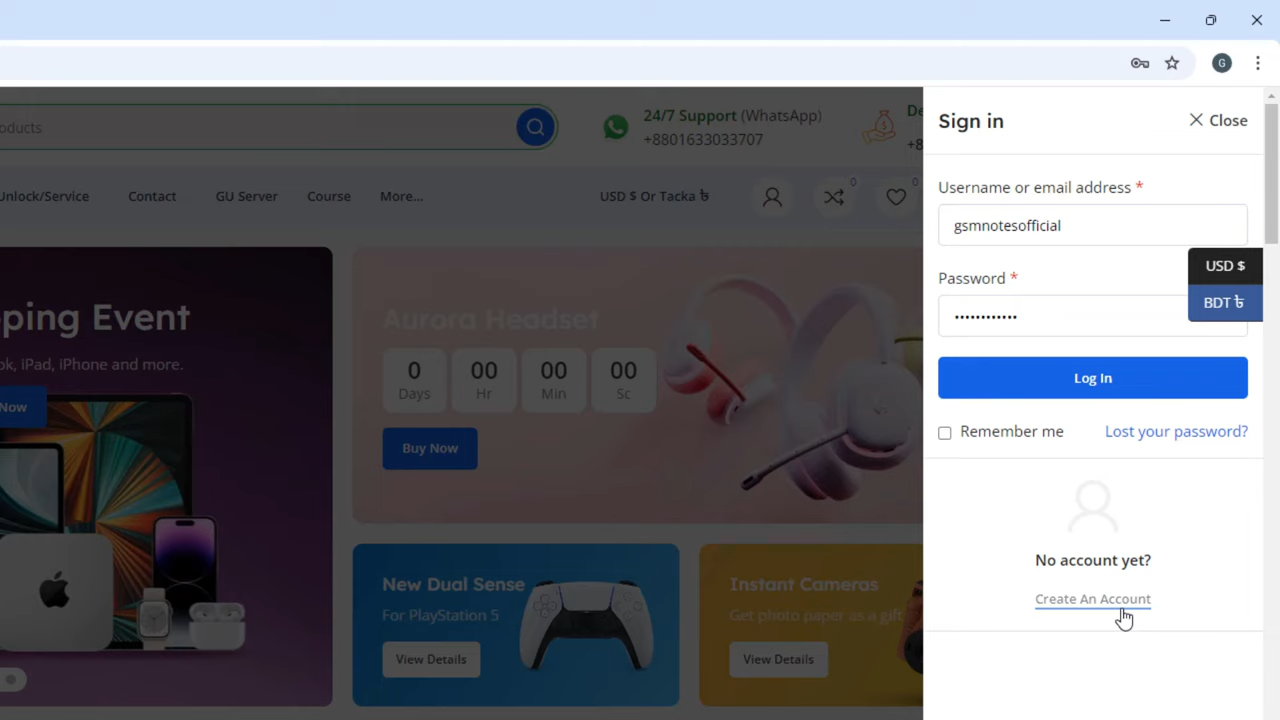 G
oducts
24/7 Support (WhatsApp)
+8801633033707
De
+8
Sign in
Close
Unlock/Service
Contact
GU Server
Course
More...
USD $ Or Tacka ৳
0
0
Username or email address *
gsmnotesofficial
USD $
BDT ৳
Password *
••••••••••••
Log In
Remember me
Lost your password?
No account yet?
Create An Account
pping Event
ok, iPad, iPhone and more.
Now
Aurora Headset
0 00 00 00
Days Hr Min Sc
Buy Now
New Dual Sense
For PlayStation 5
View Details
Instant Cameras
Get photo paper as a gift
View Details